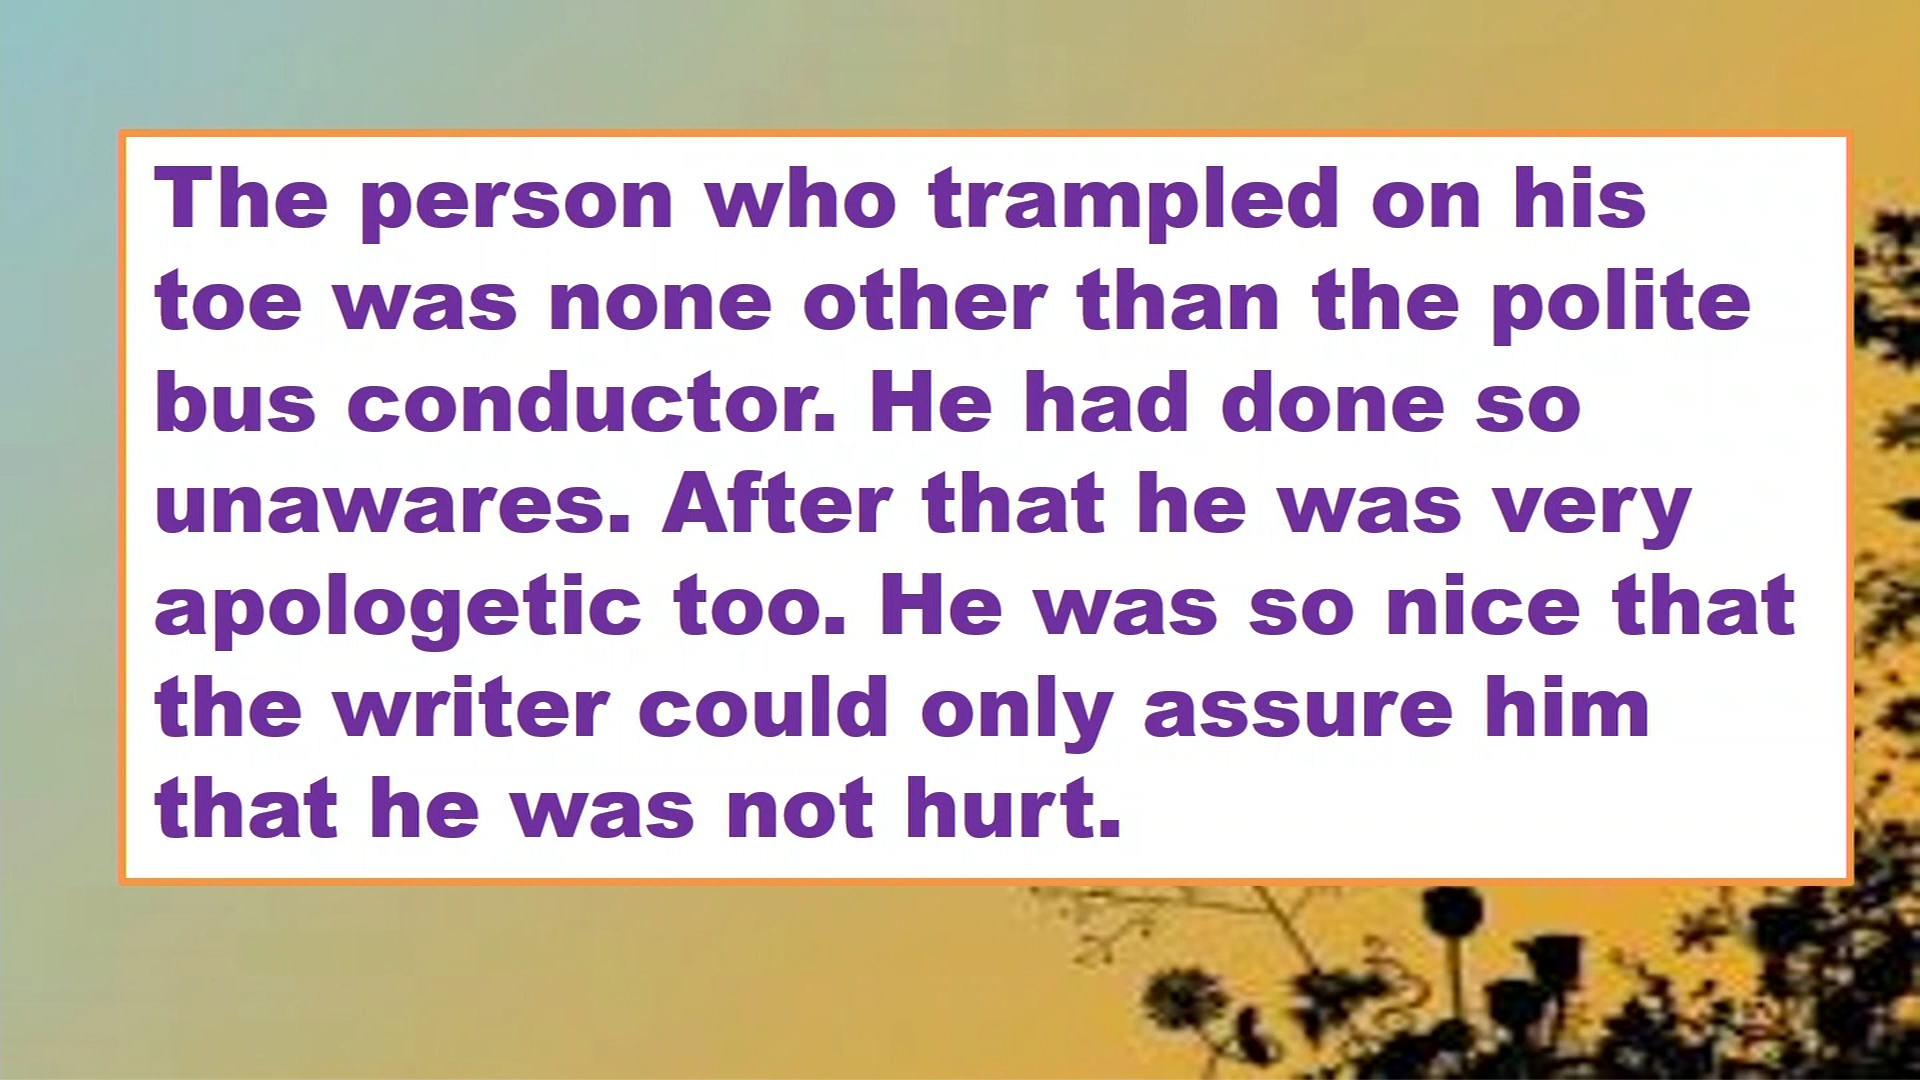 The person who trampled on his
toe was none other than the polite
bus conductor. He had done so
unawares. After that he was very
apologetic too. He was so nice that
the writer could only assure him
that he was not hurt.